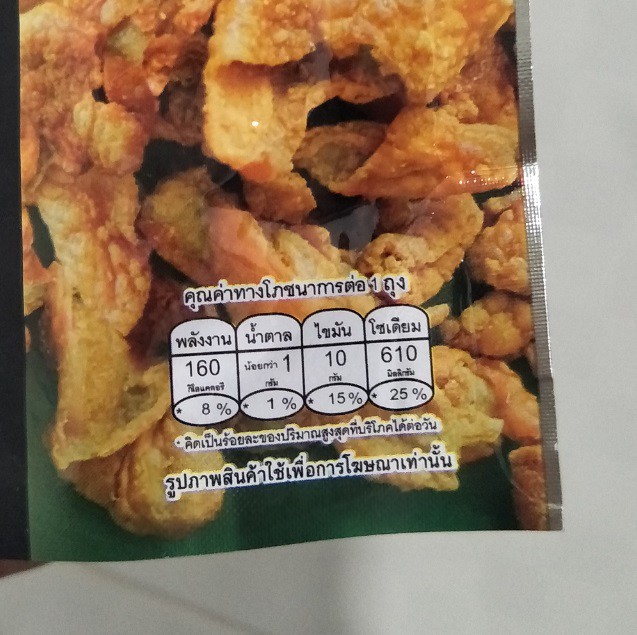 คุณค่าทางโภชนาการต่อ 1 ถุง
พลังงาน น้ำตาล ไขมัน โซเดียม
160 น้อยกว่า 1 10 610
กิโลแคลอรี กรัม กรัม มิลลิกรัม
* 8 % * 1 % * 15 % * 25 %
* คิดเป็นร้อยละของปริมาณสูงสุดที่บริโภคได้ต่อวัน
รูปภาพสินค้าใช้เพื่อการโฆษณาเท่านั้น